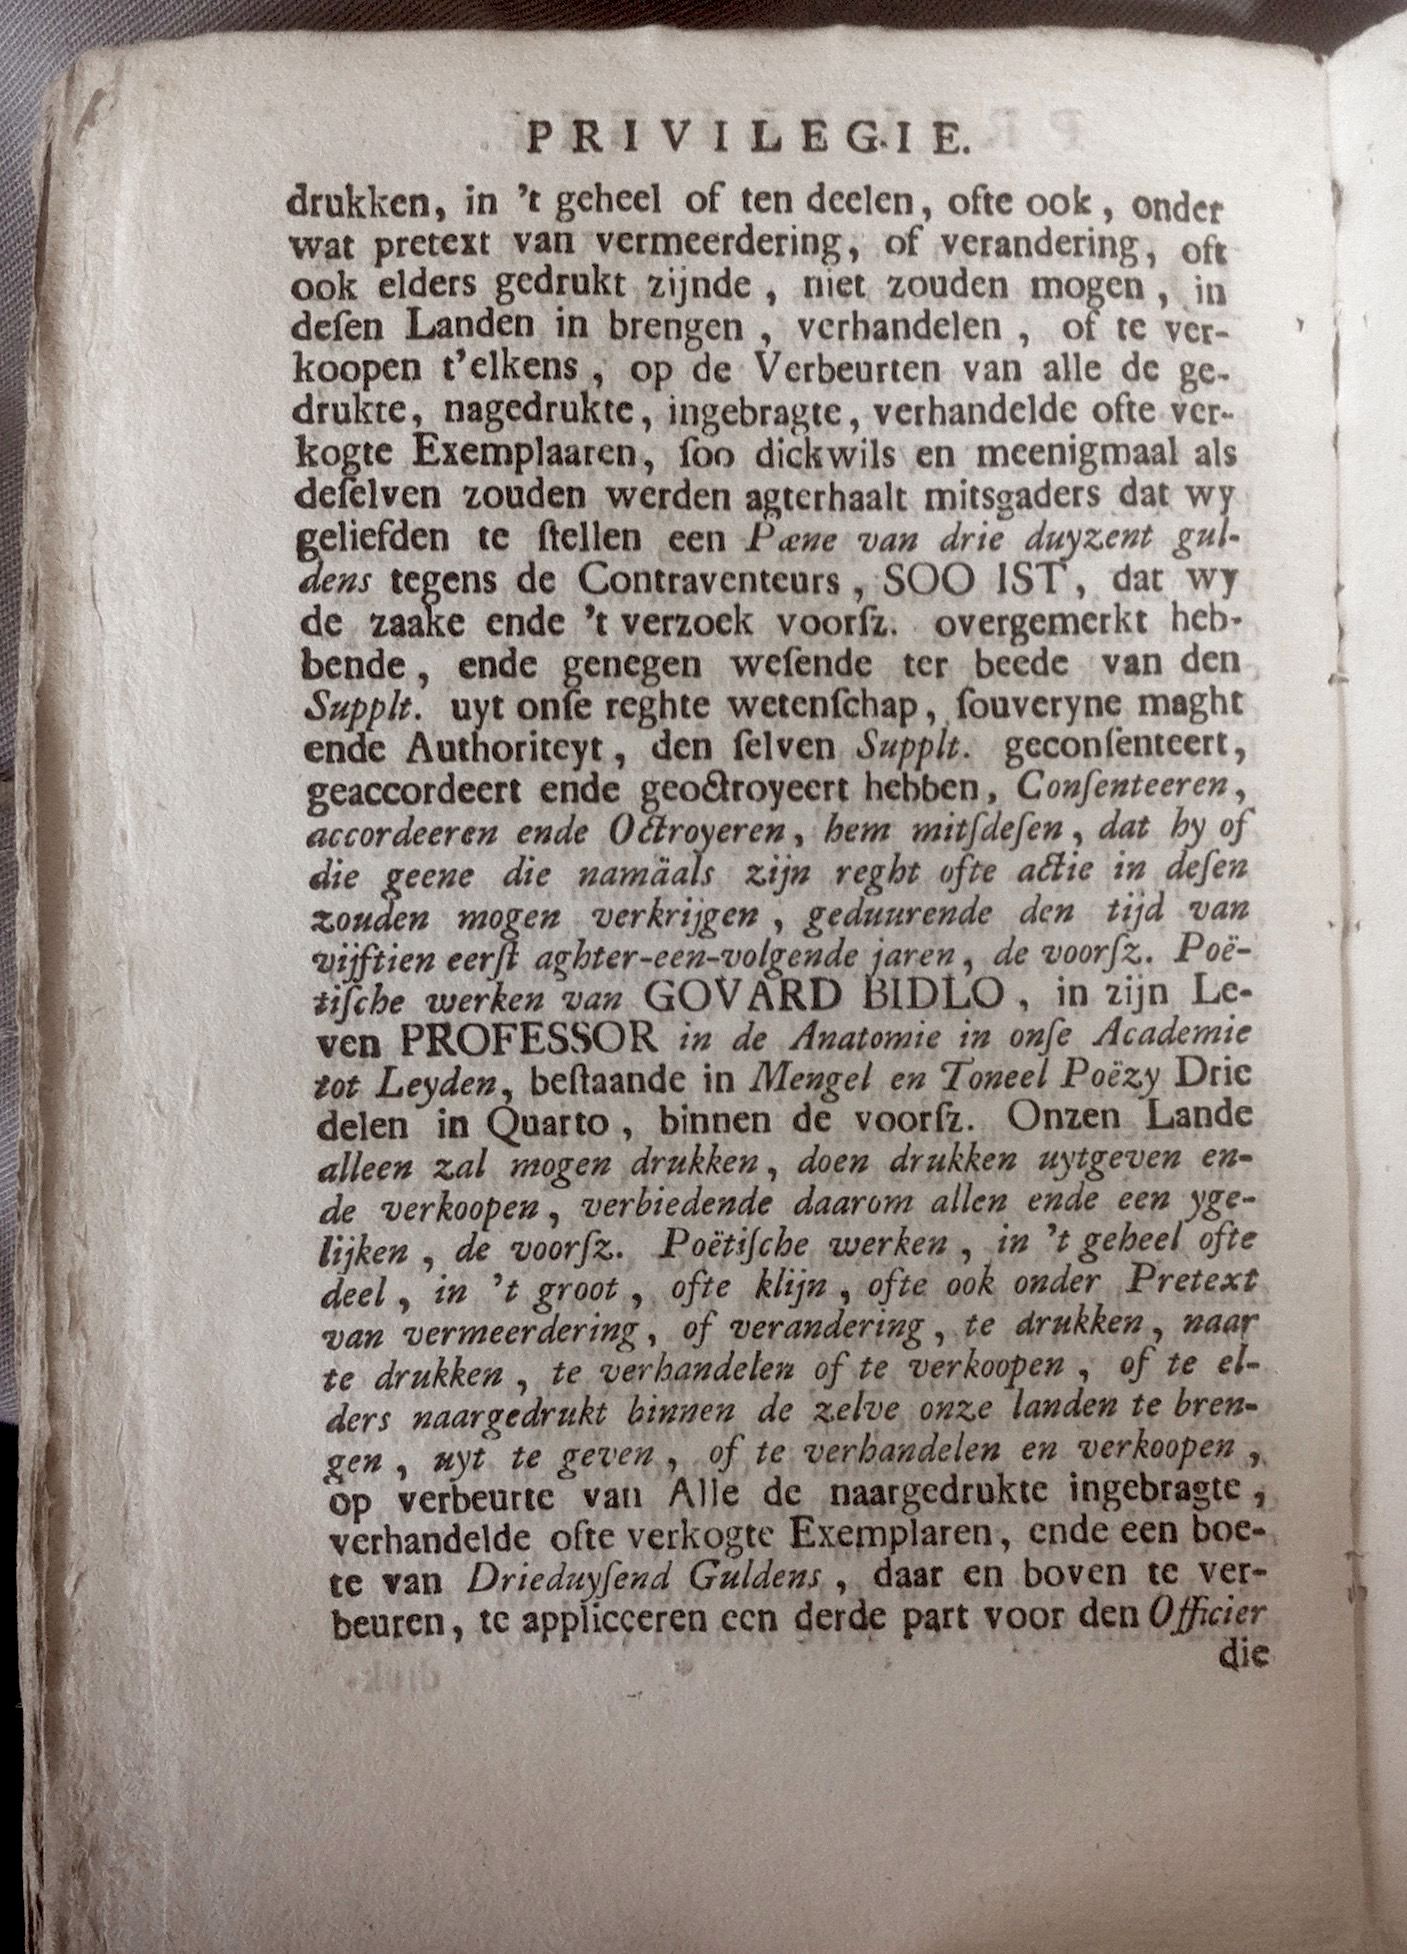 PRIVILEGIE.
drukken, in 't geheel of ten deelen, ofte ook, onder
wat pretext van vermeerdering, of verandering, oft
ook elders gedrukt zijnde, niet zouden mogen, in
deſen Landen in brengen, verhandelen, of te ver-
koopen t'elkens, op de Verbeurten van alle de ge-
drukte, nagedrukte, ingebragte, verhandelde ofte ver-
kogte Exemplaaren, ſoo dickwils en meenigmaal als
deſelven zouden werden agterhaalt mitsgaders dat wy
geliefden te ſtellen een Pæne van drie duyzent gul-
dens tegens de Contraventeurs, SOO IST, dat wy
de zaake ende 't verzoek voorſz. overgemerkt heb-
bende, ende genegen weſende ter beede van den
Supplt. uyt onſe reghte wetenſchap, ſouveryne maght
ende Authoriteyt, den ſelven Supplt. geconſenteert,
geaccordeert ende geoctroyeert hebben, Conſenteeren,
accordeeren ende Octroyeren, hem mitſdeſen, dat hy of
die geene die namäals zijn reght ofte actie in deſen
zouden mogen verkrijgen, geduurende den tijd van
vijftien eerſt aghter-een-volgende jaren, de voorſz. Poë-
tiſche werken van GOVARD BIDLO, in zijn Le-
ven PROFESSOR in de Anatomie in onſe Academie
tot Leyden, beſtaande in Mengel en Toneel Poëzy Drie
delen in Quarto, binnen de voorſz. Onzen Lande
alleen zal mogen drukken, doen drukken uytgeven en-
de verkoopen, verbiedende daarom allen ende een yge-
lijken, de voorſz. Poëtiſche werken, in 't geheel ofte
deel, in 't groot, ofte klijn, ofte ook onder Pretext
van vermeerdering, of verandering, te drukken, naar
te drukken, te verhandelen of te verkoopen, of te el-
ders naargedrukt binnen de zelve onze landen te bren-
gen, uyt te geven, of te verhandelen en verkoopen,
op verbeurte van Alle de naargedrukte ingebragte,
verhandelde ofte verkogte Exemplaren, ende een boe-
te van Drieduyſend Guldens, daar en boven te ver-
beuren, te appliceeren een derde part voor den Officier
die